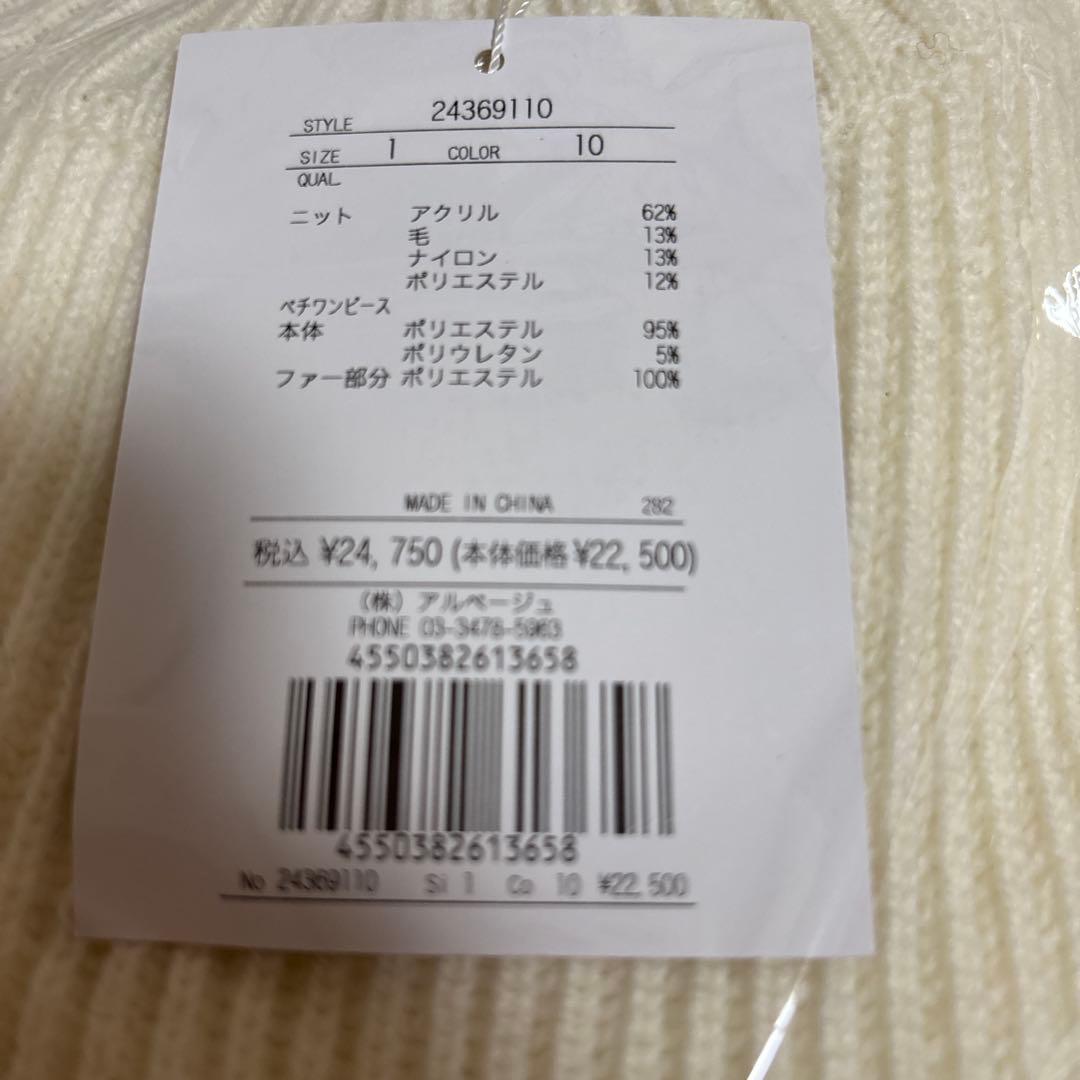 STYLE 24369110
SIZE 1 COLOR 10
QUAL
ニット アクリル 62%
毛 13%
ナイロン 13%
ポリエステル 12%
ペチワンピース
本体 ポリエステル 95%
ポリウレタン 5%
ファー部分 ポリエステル 100%
MADE IN CHINA 282
税込 ¥24, 750 (本体価格 ¥22, 500)
(株) アルページュ
PHONE 03-3478-5963
4550382613658
4550382613658
No 24369110 Si 1 Co 10 ¥22, 500